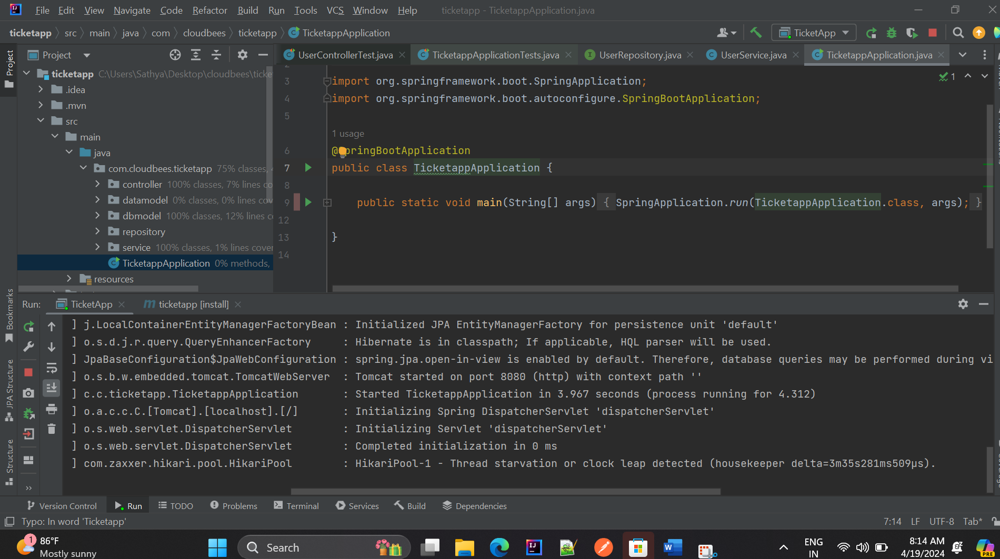 File Edit View Navigate Code Refactor Build Run Tools VCS Window Help ticketapp - TicketappApplication.java
ticketapp src main java com cloudbees ticketapp TicketappApplication TicketApp
Project UserControllerTest.java TicketappApplicationTests.java UserRepository.java UserService.java TicketappApplication.java
Project
ticketapp C:\Users\Sathya\Desktop\cloudbees\ticke
.idea
.mvn
src
main
java
com.cloudbees.ticketapp 75% classes,
controller 100% classes, 7% lines co
datamodel 0% classes, 0% lines cov
dbmodel 100% classes, 12% lines c
repository
service 100% classes, 1% lines cover
TicketappApplication 0% methods,
resources
1
3 import org.springframework.boot.SpringApplication;
4 import org.springframework.boot.autoconfigure.SpringBootApplication;
5
1 usage
6 @SpringBootApplication
7 public class TicketappApplication {
8
9 public static void main(String[] args) { SpringApplication.run(TicketappApplication.class, args); }
12
13 }
14
Bookmarks
JPA Structure
Structure
Run: TicketApp ticketapp [install]
] j.LocalContainerEntityManagerFactoryBean : Initialized JPA EntityManagerFactory for persistence unit 'default'
] o.s.d.j.r.query.QueryEnhancerFactory : Hibernate is in classpath; If applicable, HQL parser will be used.
] JpaBaseConfiguration$JpaWebConfiguration : spring.jpa.open-in-view is enabled by default. Therefore, database queries may be performed during vi
] o.s.b.w.embedded.tomcat.TomcatWebServer : Tomcat started on port 8080 (http) with context path ''
] c.c.ticketapp.TicketappApplication : Started TicketappApplication in 3.967 seconds (process running for 4.312)
] o.a.c.c.C.[Tomcat].[localhost].[/] : Initializing Spring DispatcherServlet 'dispatcherServlet'
] o.s.web.servlet.DispatcherServlet : Initializing Servlet 'dispatcherServlet'
] o.s.web.servlet.DispatcherServlet : Completed initialization in 0 ms
] com.zaxxer.hikari.pool.HikariPool : HikariPool-1 - Thread starvation or clock leap detected (housekeeper delta=3m35s281ms509µs).
Version Control Run TODO Problems Terminal Services Build Dependencies
Typo: In word 'Ticketapp' 7:14 LF UTF-8 Tab*
1 86°F
Mostly sunny
Search
ENG
IN
8:14 AM
4/19/2024
PRE